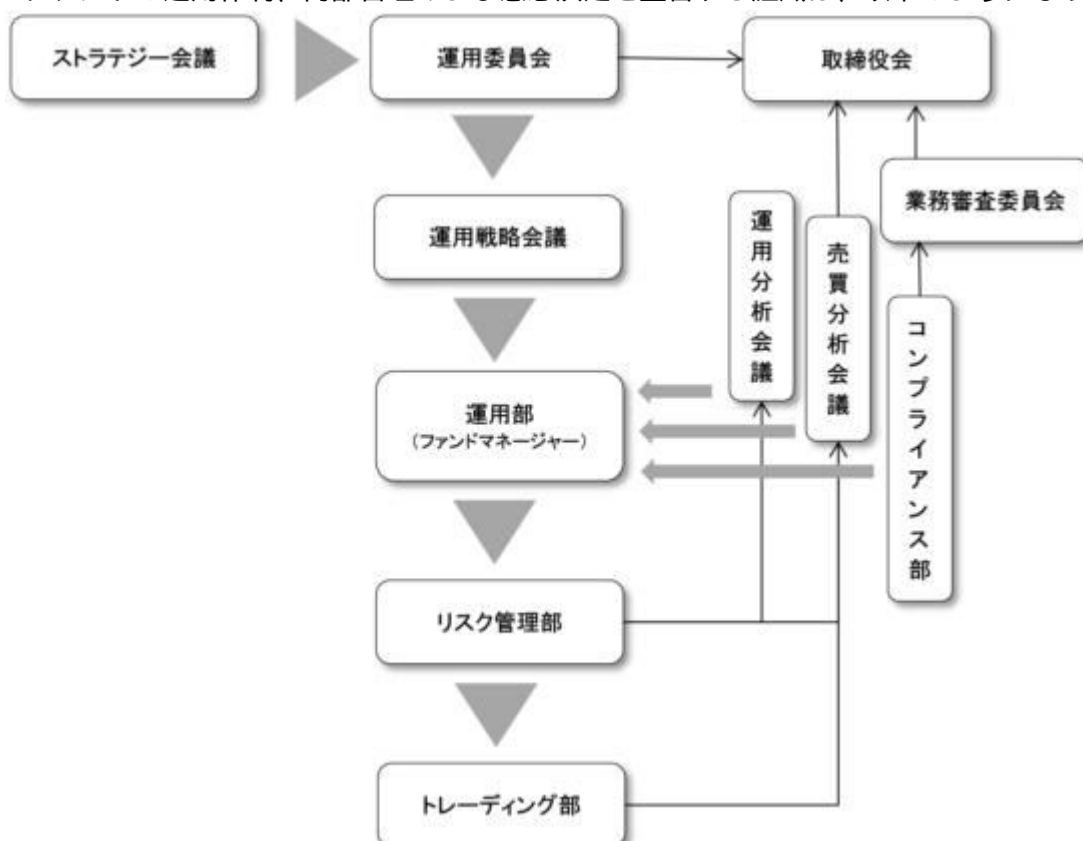 ストラテジー会議
運用委員会
取締役会
業務審査委員会
運用戦略会議
運用分析会議
売買分析会議
コンプライアンス部
運用部
（ファンドマネージャー）
リスク管理部
トレーディング部